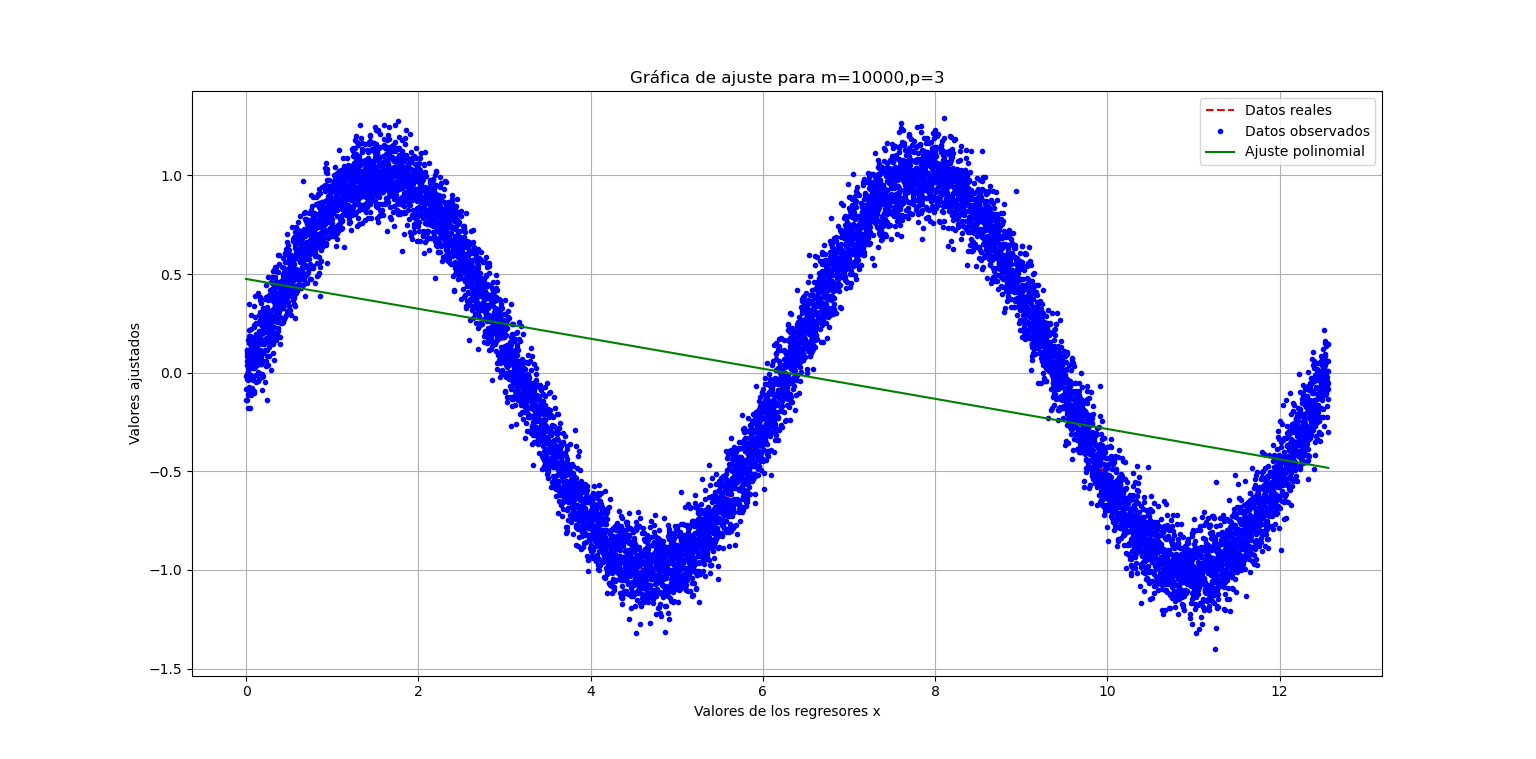 Gráfica de ajuste para m=10000,p=3
Datos reales
Datos observados
Ajuste polinomial
Valores ajustados
1.0
0.5
0.0
−0.5
−1.0
−1.5
0
2
4
6
8
10
12
Valores de los regresores x